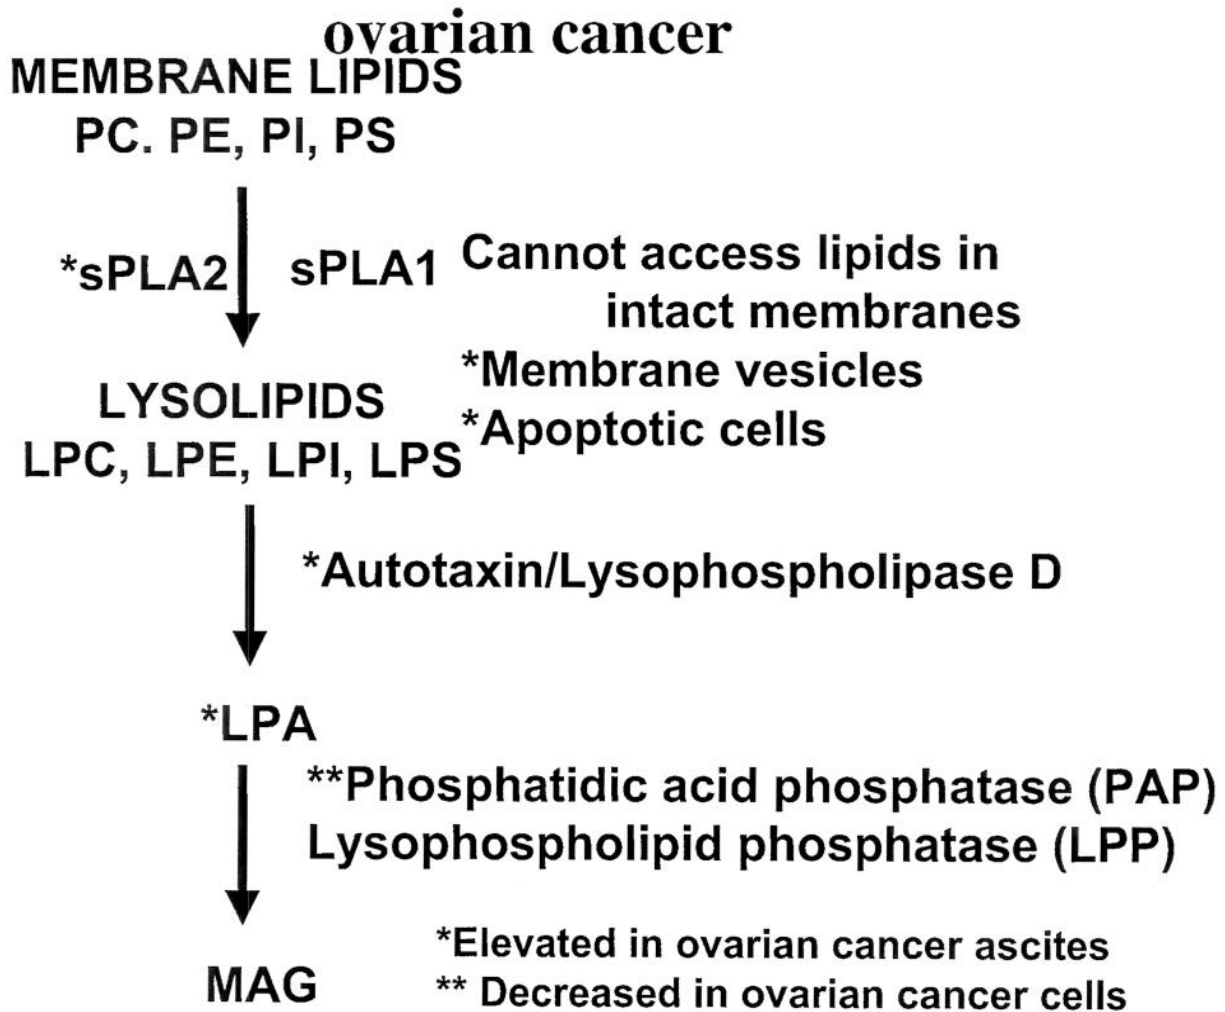 ovarian cancer
MEMBRANE LIPIDS
PC. PE, PI, PS
*sPLA2
sPLA1
Cannot access lipids in
intact membranes
*Membrane vesicles
*Apoptotic cells
LYSOLIPIDS
LPC, LPE, LPI, LPS
*Autotaxin/Lysophospholipase D
*LPA
**Phosphatidic acid phosphatase (PAP)
Lysophospholipid phosphatase (LPP)
MAG
*Elevated in ovarian cancer ascites
** Decreased in ovarian cancer cells